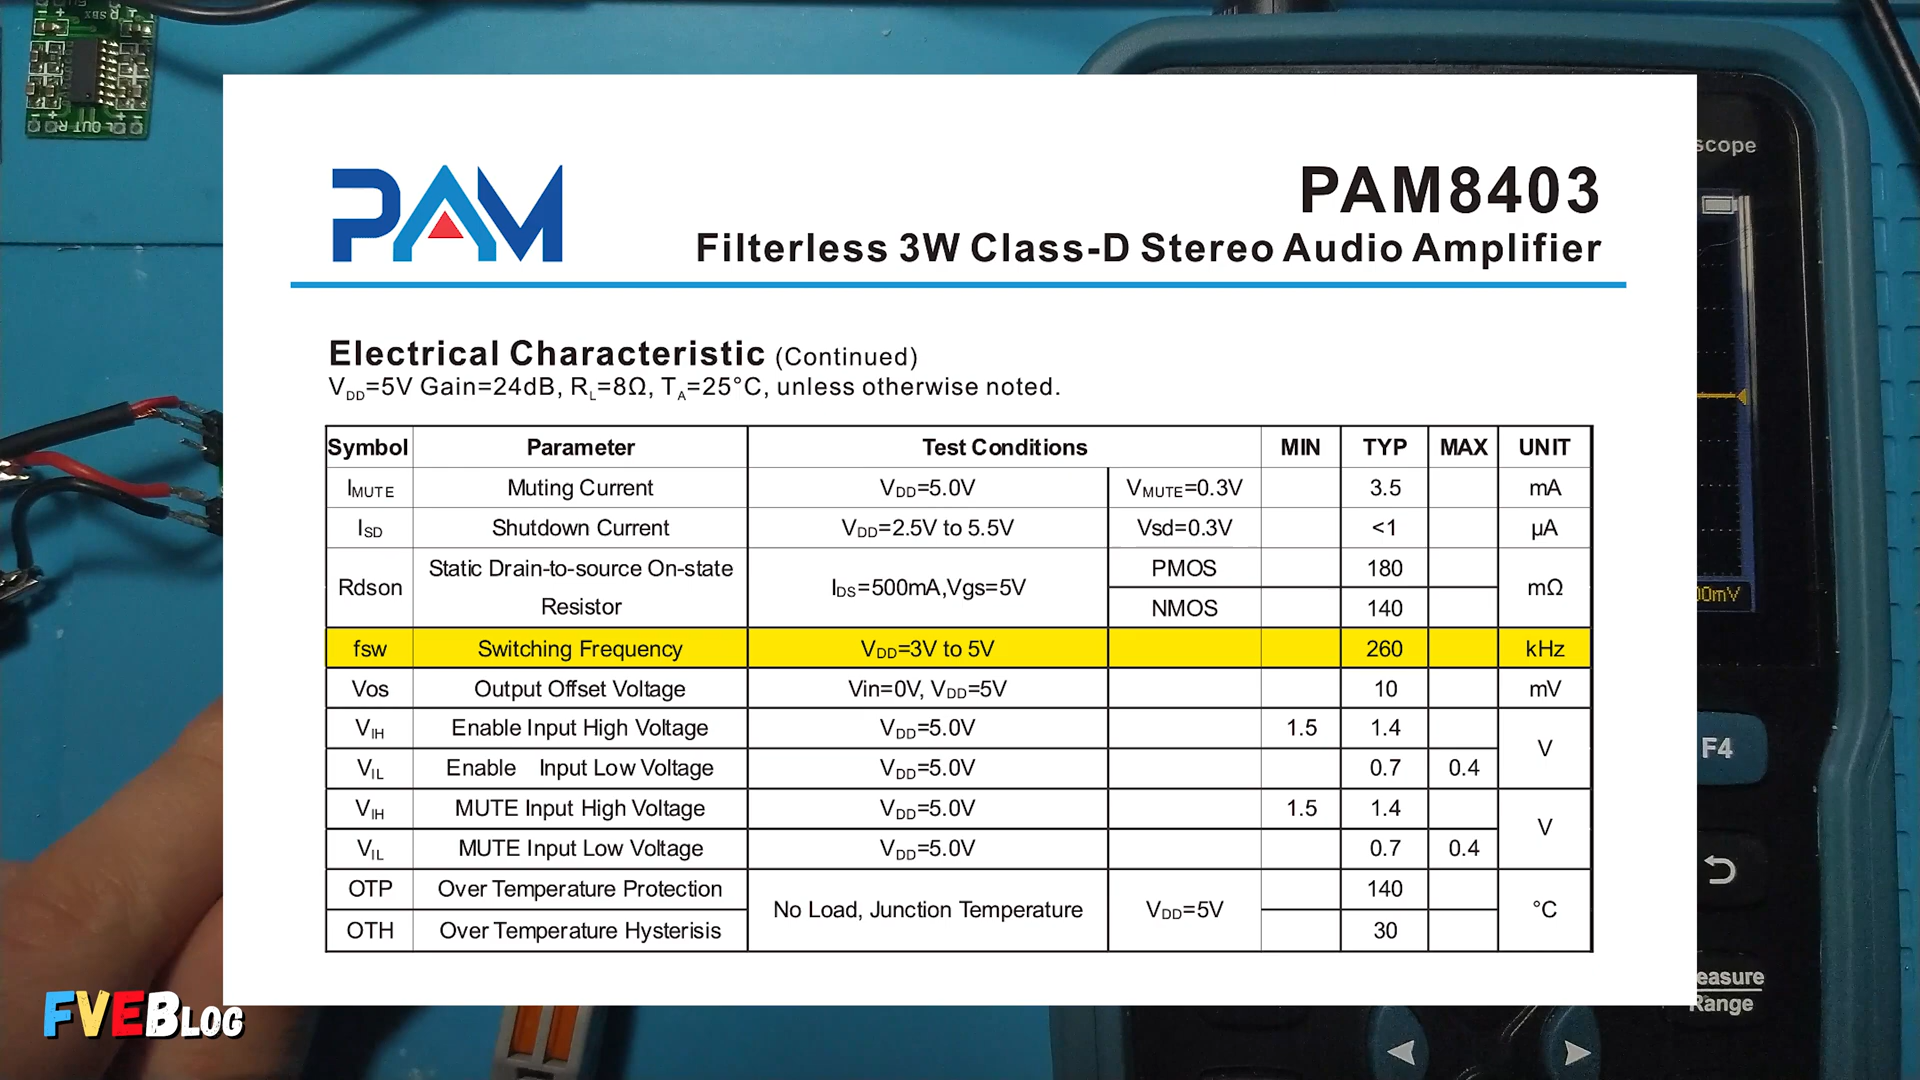 PAM
PAM8403
Filterless 3W Class-D Stereo Audio Amplifier
Electrical Characteristic (Continued)
VDD=5V Gain=24dB, RL=8Ω, TA=25°C, unless otherwise noted.
Symbol Parameter Test Conditions MIN TYP MAX UNIT
IMUTE Muting Current VDD=5.0V VMUTE=0.3V 3.5 mA
ISD Shutdown Current VDD=2.5V to 5.5V Vsd=0.3V <1 µA
Rdson Static Drain-to-source On-state Resistor IDS=500mA,Vgs=5V PMOS 180 mΩ
NMOS 140
fsw Switching Frequency VDD=3V to 5V 260 kHz
Vos Output Offset Voltage Vin=0V, VDD=5V 10 mV
VIH Enable Input High Voltage VDD=5.0V 1.5 1.4 V
VIL Enable Input Low Voltage VDD=5.0V 0.7 0.4
VIH MUTE Input High Voltage VDD=5.0V 1.5 1.4 V
VIL MUTE Input Low Voltage VDD=5.0V 0.7 0.4
OTP Over Temperature Protection No Load, Junction Temperature VDD=5V 140 °C
OTH Over Temperature Hysterisis 30
scope
00mV
F4
easure
Range
L OUT R
FVEBLOG